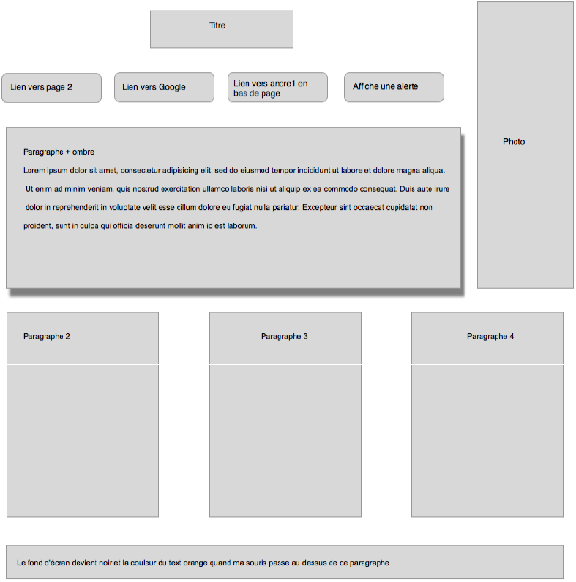 Titre
Lien vers page 2
Lien vers Google
Lien vers ancre1 en
bas de page
Affiche une alerte
Photo
Paragraphe + ombre
Lorem ipsum dolor sit amet, consectetur adipisicing elit, sed do eiusmod tempor incididunt ut labore et dolore magna aliqua.
Ut enim ad minim veniam, quis nostrud exercitation ullamco laboris nisi ut aliquip ex ea commodo consequat. Duis aute irure
dolor in reprehenderit in voluptate velit esse cillum dolore eu fugiat nulla pariatur. Excepteur sint occaecat cupidatat non
proident, sunt in culpa qui officia deserunt mollit anim id est laborum.
Paragraphe 2
Paragraphe 3
Paragraphe 4
Le fond d'écran devient noir et la couleur du text orange quand ma souris passe au dessus de ce paragraphe